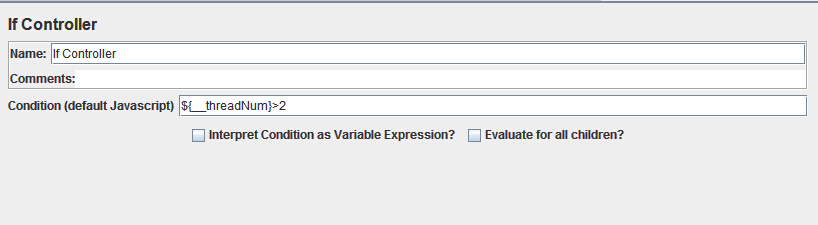 If Controller
Name: If Controller
Comments:
Condition (default Javascript) ${__threadNum}>2
Interpret Condition as Variable Expression? Evaluate for all children?